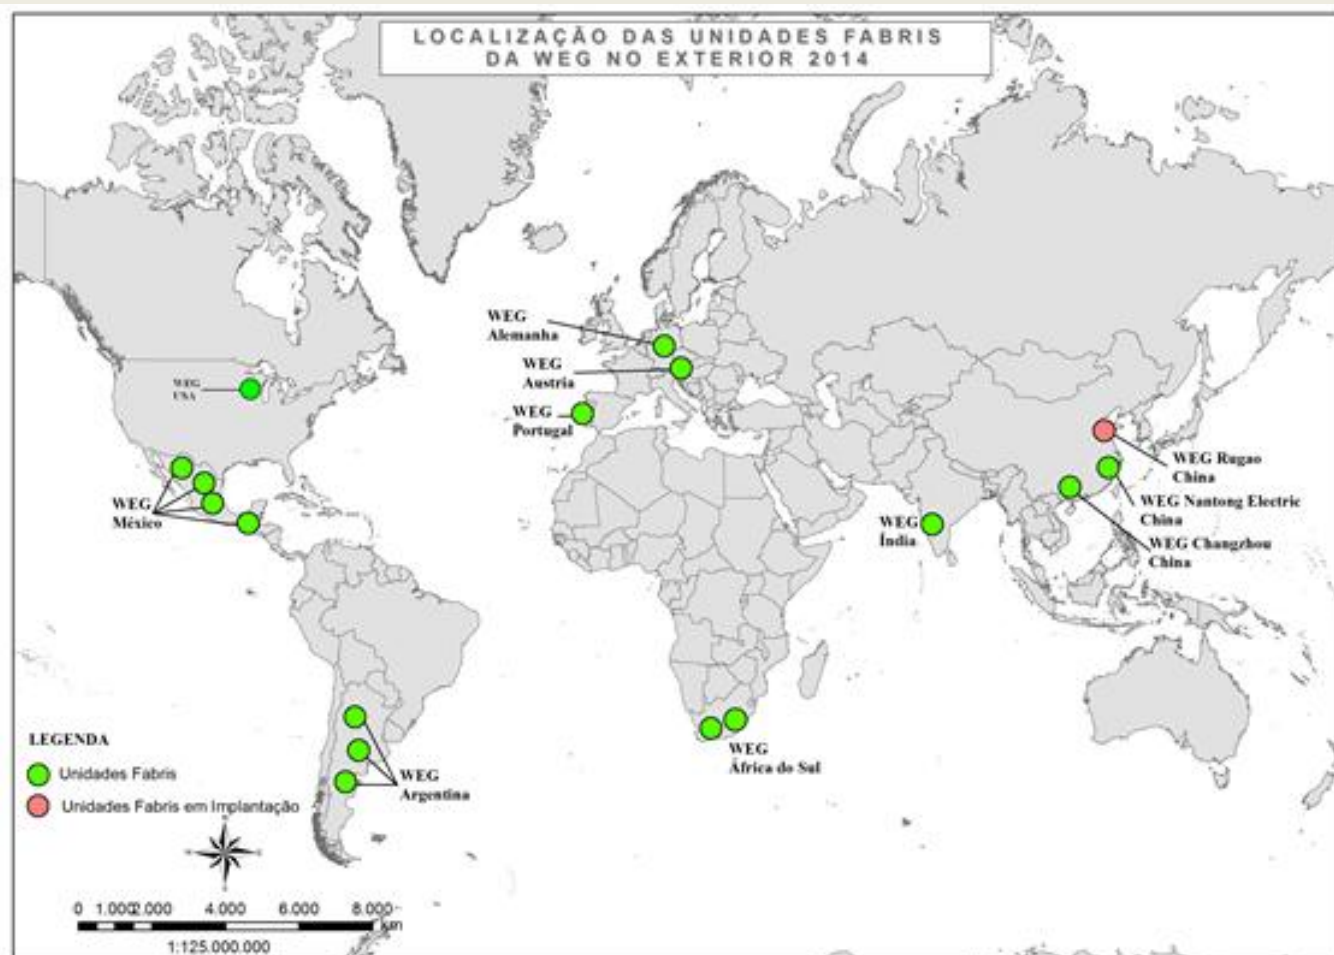 LOCALIZAÇÃO DAS UNIDADES FABRIS
DA WEG NO EXTERIOR 2014
WEG
Alemanha
WEG
Austria
WEG
Portugal
WEG
USA
WEG
México
WEG Rugao
China
WEG Nantong Electric
China
WEG Changzhou
China
WEG
Índia
WEG
África do Sul
WEG
Argentina
LEGENDA
Unidades Fabris
Unidades Fabris em Implantação
0 1.000 2.000 4.000 6.000 8.000
km
1:125.000.000